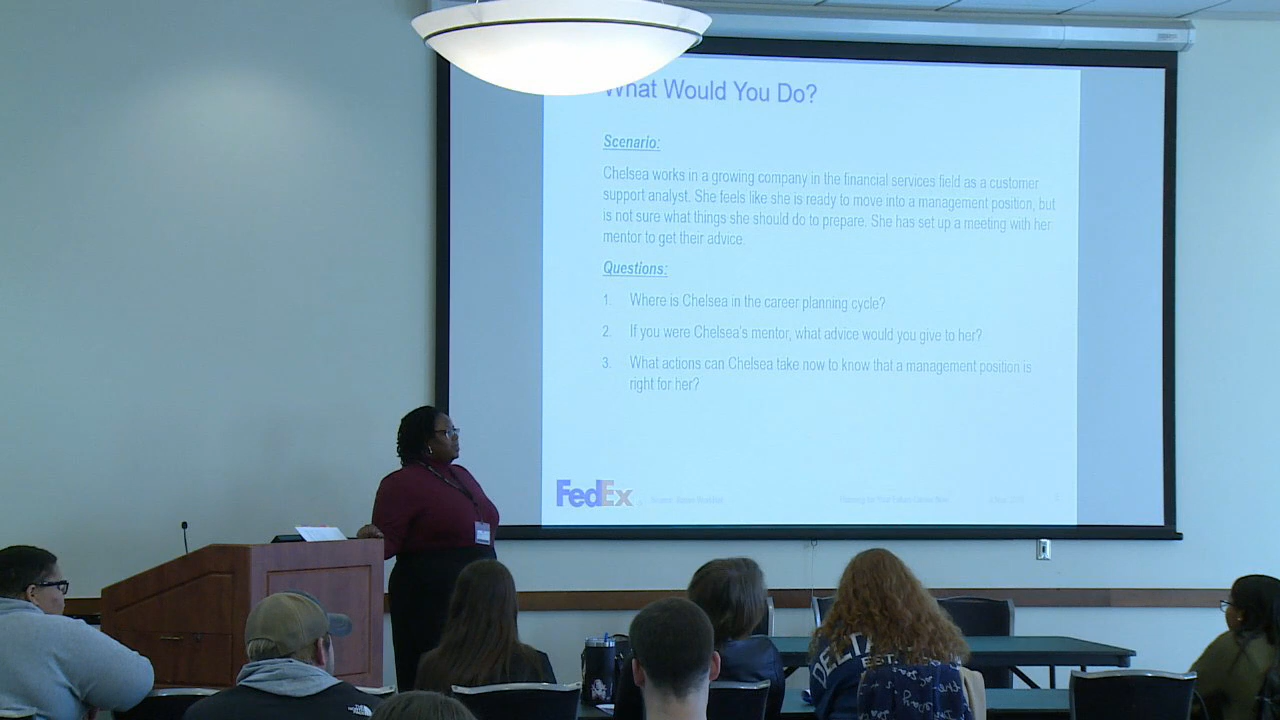 What Would You Do?
Scenario:
Chelsea works in a growing company in the financial services field as a customer
support analyst. She feels like she is ready to move into a management position, but
is not sure what things she should do to prepare. She has set up a meeting with her
mentor to get their advice.
Questions:
1. Where is Chelsea in the career planning cycle?
2. If you were Chelsea's mentor, what advice would you give to her?
3. What actions can Chelsea take now to know that a management position is
right for her?
FedEx
DELTA
EST.